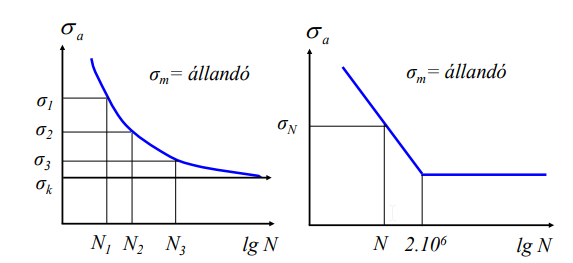 σa
σm= állandó
σ1
σ2
σ3
σk
N1 N2 N3 lg N
σa
σm= állandó
σN
N 2.10⁶ lg N